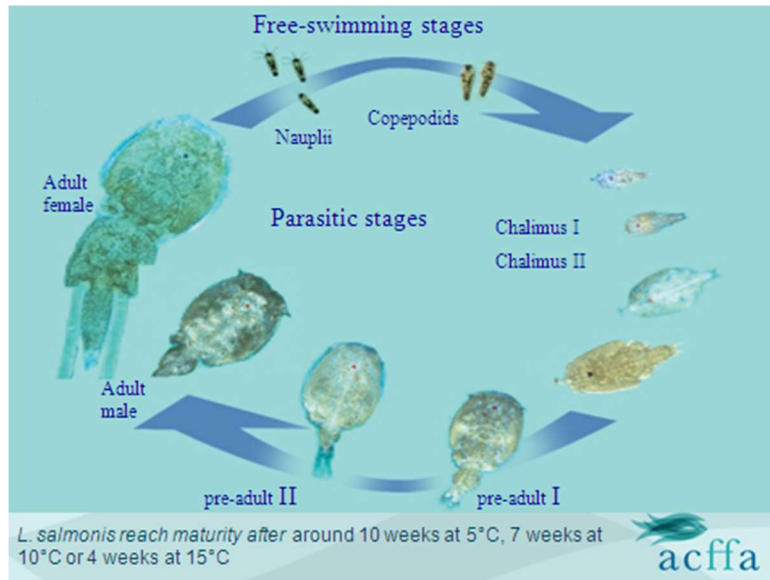 Free-swimming stages
Nauplii
Copepodids
Adult
female
Parasitic stages
Chalimus I
Chalimus II
Adult
male
pre-adult II
pre-adult I
L. salmonis reach maturity after around 10 weeks at 5°C, 7 weeks at
10°C or 4 weeks at 15°C
acffa